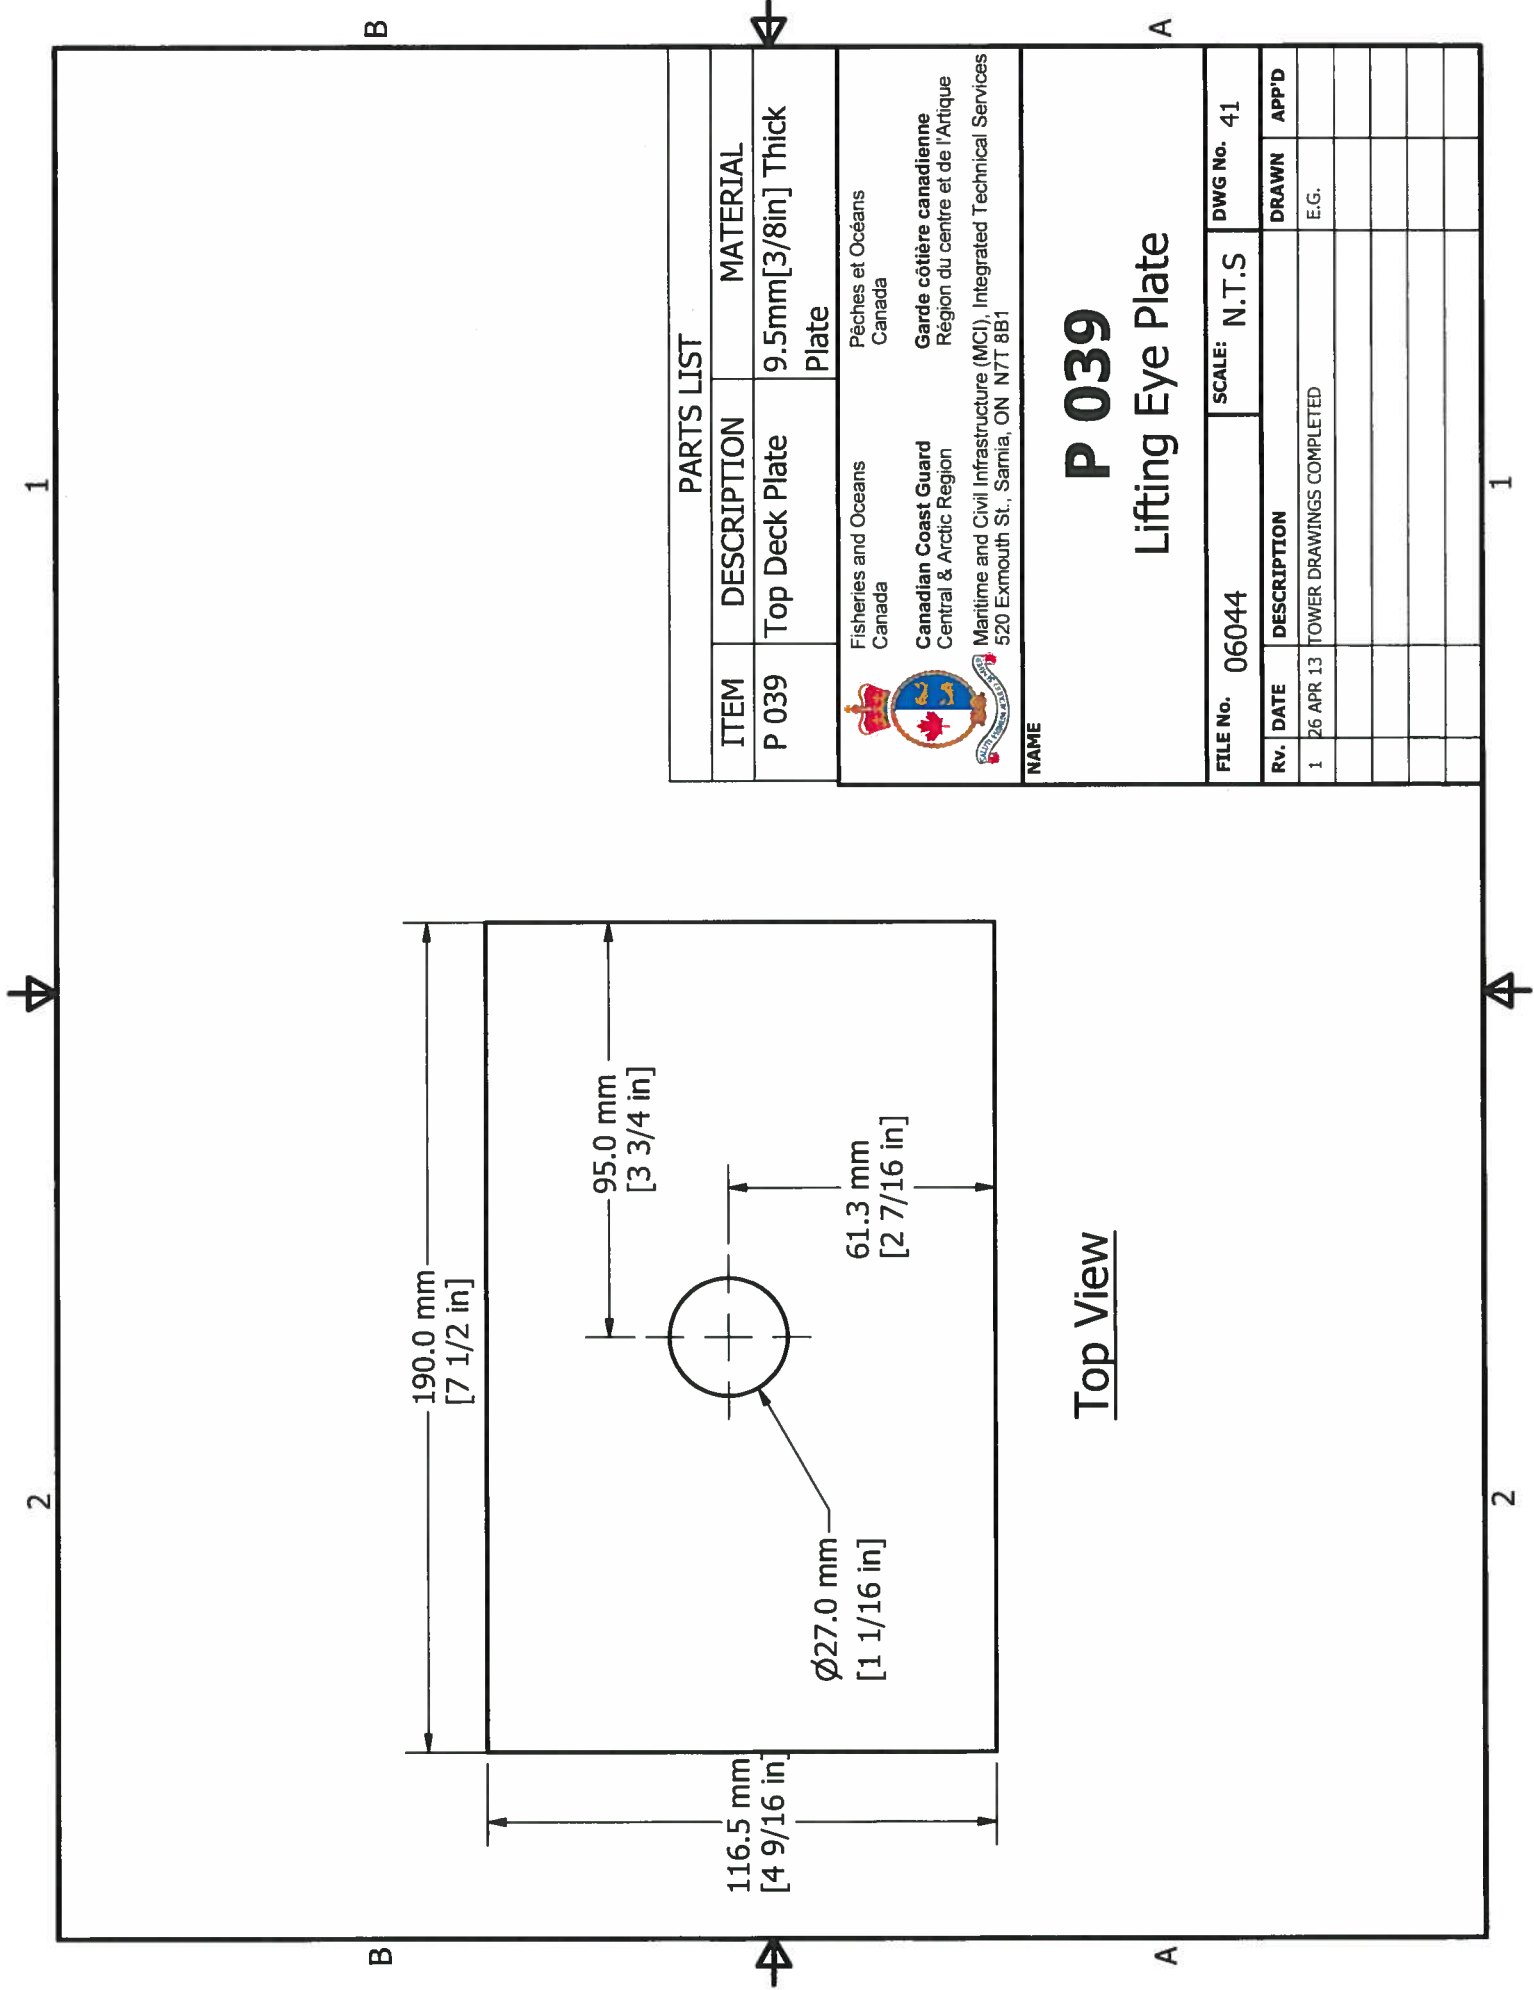 2
1
B
B
A
A
2
1
190.0 mm
[7 1/2 in]
95.0 mm
[3 3/4 in]
61.3 mm
[2 7/16 in]
Ø27.0 mm
[1 1/16 in]
116.5 mm
[4 9/16 in]
Top View
PARTS LIST
ITEM DESCRIPTION MATERIAL
P 039 Top Deck Plate 9.5mm[3/8in] Thick
Plate
Fisheries and Oceans Pêches et Océans
Canada Canada
Canadian Coast Guard Garde côtière canadienne
Central & Arctic Region Région du centre et de l'Artique
Maritime and Civil Infrastructure (MCI), Integrated Technical Services
520 Exmouth St., Sarnia, ON N7T 8B1
NAME
P 039
Lifting Eye Plate
FILE No. 06044 SCALE: N.T.S DWG No. 41
Rv. DATE DESCRIPTION DRAWN APP'D
1 26 APR 13 TOWER DRAWINGS COMPLETED E.G.